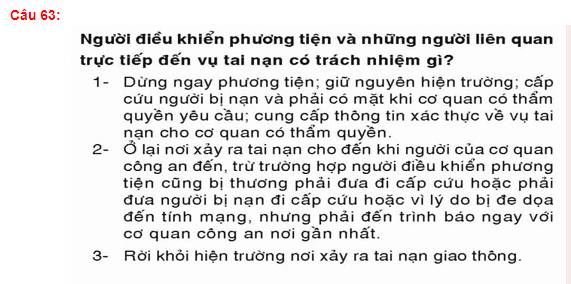 Câu 63:
Người điều khiển phương tiện và những người liên quan
trực tiếp đến vụ tai nạn có trách nhiệm gì?
1- Dừng ngay phương tiện; giữ nguyên hiện trường; cấp
cứu người bị nạn và phải có mặt khi cơ quan có thẩm
quyền yêu cầu; cung cấp thông tin xác thực về vụ tai
nạn cho cơ quan có thẩm quyền.
2- Ở lại nơi xảy ra tai nạn cho đến khi người của cơ quan
công an đến, trừ trường hợp người điều khiển phương
tiện cũng bị thương phải đưa đi cấp cứu hoặc phải
đưa người bị nạn đi cấp cứu hoặc vì lý do bị đe dọa
đến tính mạng, nhưng phải đến trình báo ngay với
cơ quan công an nơi gần nhất.
3- Rời khỏi hiện trường nơi xảy ra tai nạn giao thông.